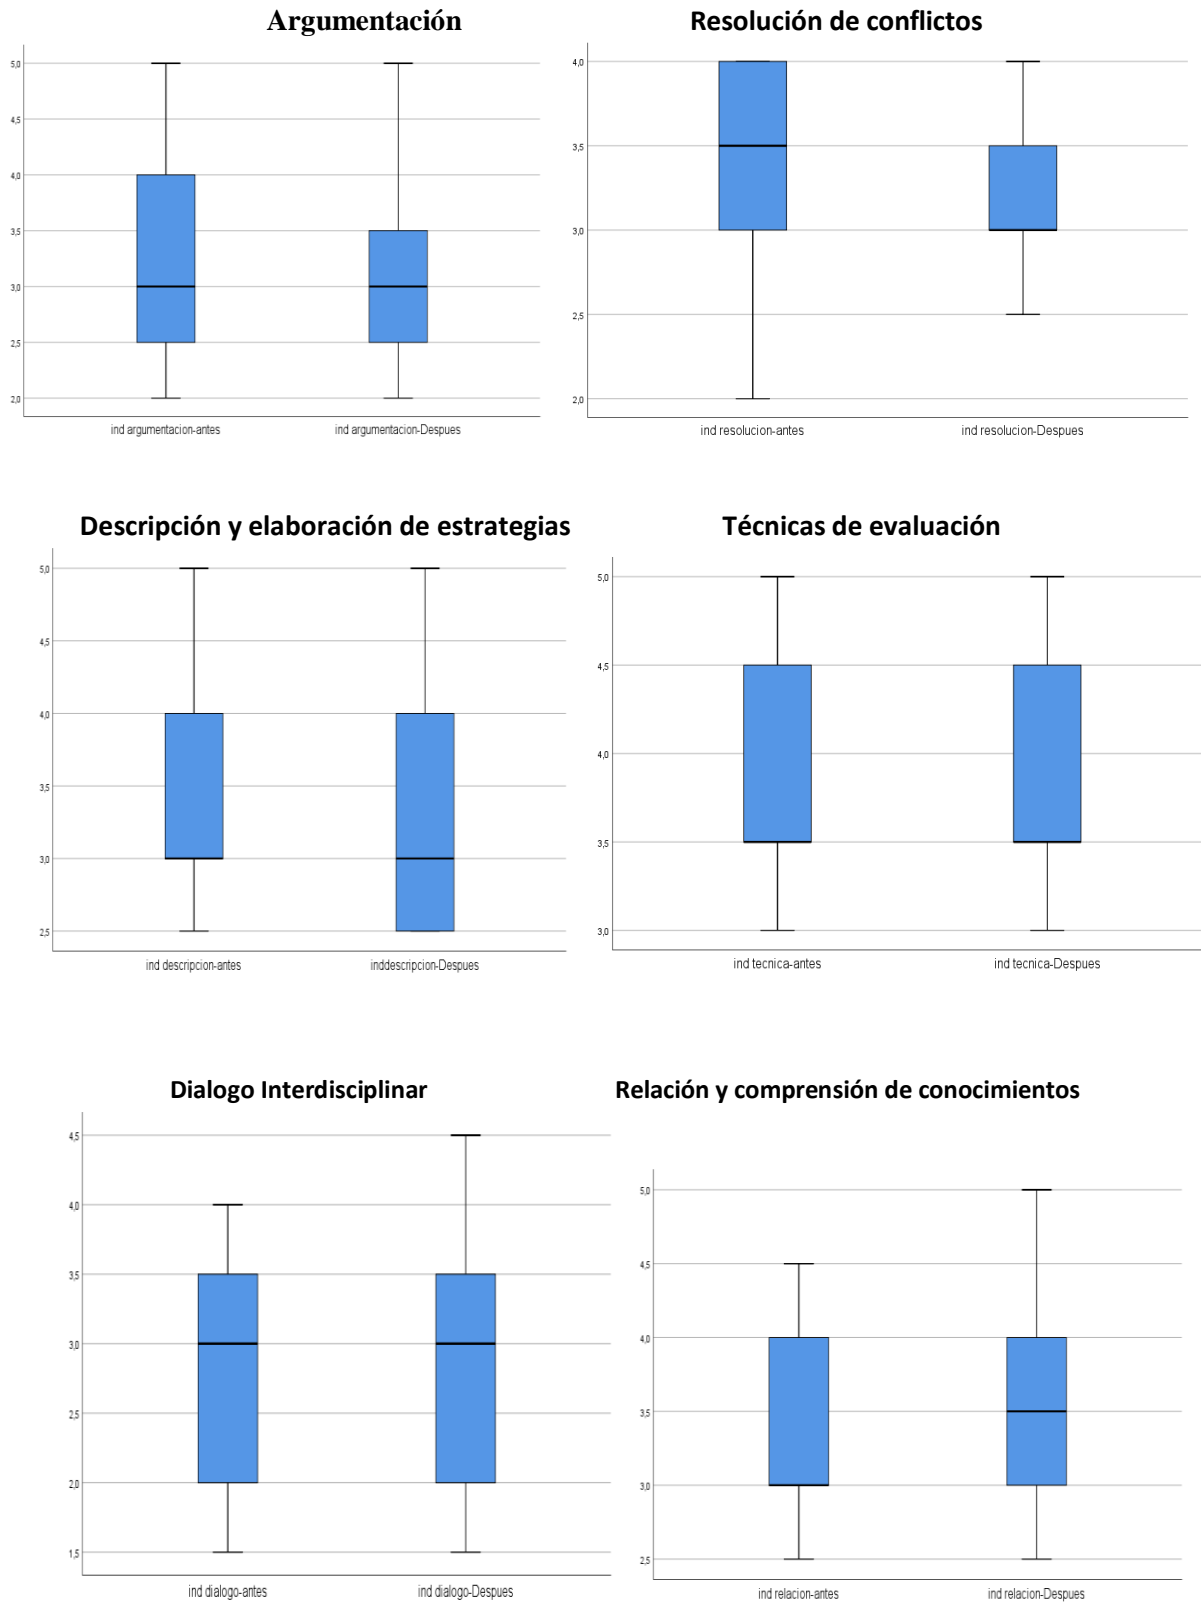 Argumentación
5,0
4,5
4,0
3,5
3,0
2,5
2,0
ind argumentacion-antes
ind argumentacion-Despues
Resolución de conflictos
4,0
3,5
3,0
2,5
2,0
ind resolucion-antes
ind resolucion-Despues
Descripción y elaboración de estrategias
5,0
4,5
4,0
3,5
3,0
2,5
ind descripcion-antes
inddescripcion-Despues
Técnicas de evaluación
5,0
4,5
4,0
3,5
3,0
ind tecnica-antes
ind tecnica-Despues
Dialogo Interdisciplinar
4,5
4,0
3,5
3,0
2,5
2,0
1,5
ind dialogo-antes
ind dialogo-Despues
Relación y comprensión de conocimientos
5,0
4,5
4,0
3,5
3,0
2,5
ind relacion-antes
ind relacion-Despues